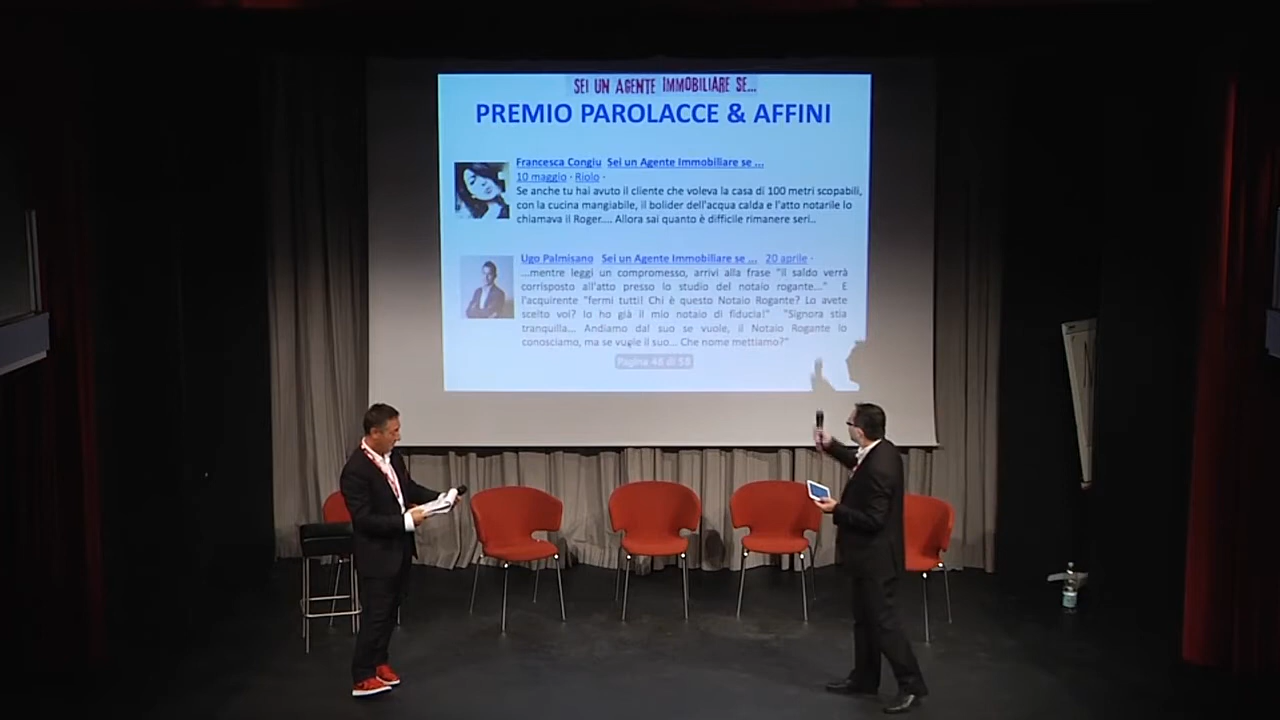 SEI UN AGENTE IMMOBILIARE SE...
PREMIO PAROLACCE & AFFINI
Francesca Congiu Sei un Agente Immobiliare se ...
10 maggio · Riolo ·
Se anche tu hai avuto il cliente che voleva la casa di 100 metri scopabili,
con la cucina mangiabile, il bolider dell'acqua calda e l'atto notarile lo
chiamava il Roger.... Allora sai quanto è difficile rimanere seri..
Ugo Palmisano Sei un Agente Immobiliare se ... 20 aprile ·
...mentre leggi un compromesso, arrivi alla frase "il saldo verrà
corrisposto all'atto presso lo studio del notaio rogante..." E
l'acquirente "fermi tutti! Chi è questo Notaio Rogante? Lo avete
scelto voi? Io ho già il mio notaio di fiducia!" "Signora stia
tranquilla... Andiamo dal suo se vuole, il Notaio Rogante lo
conosciamo, ma se vuole il suo... Che nome mettiamo?"
Pagina 48 di 58